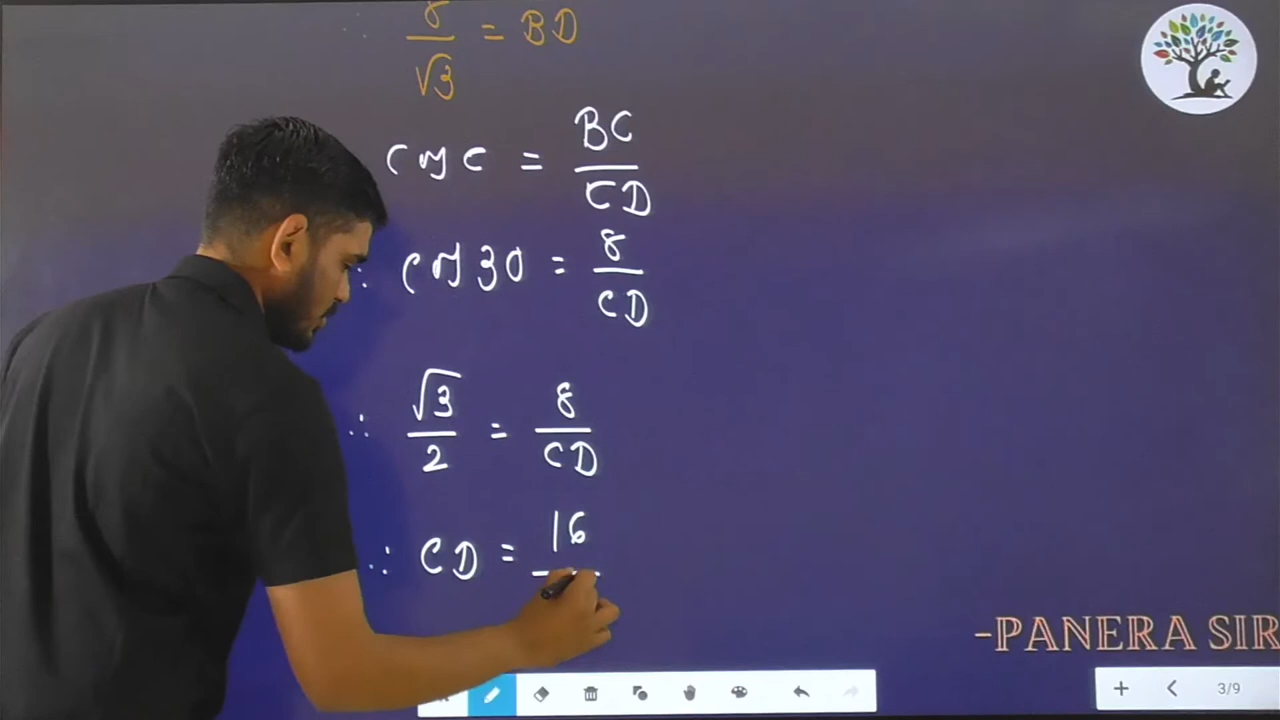 ∴ 8/√3 = BD
cos C = BC/CD
∴ cos 30 = 8/CD
∴ √3/2 = 8/CD
∴ CD = 16/
-PANERA SIR
3/9